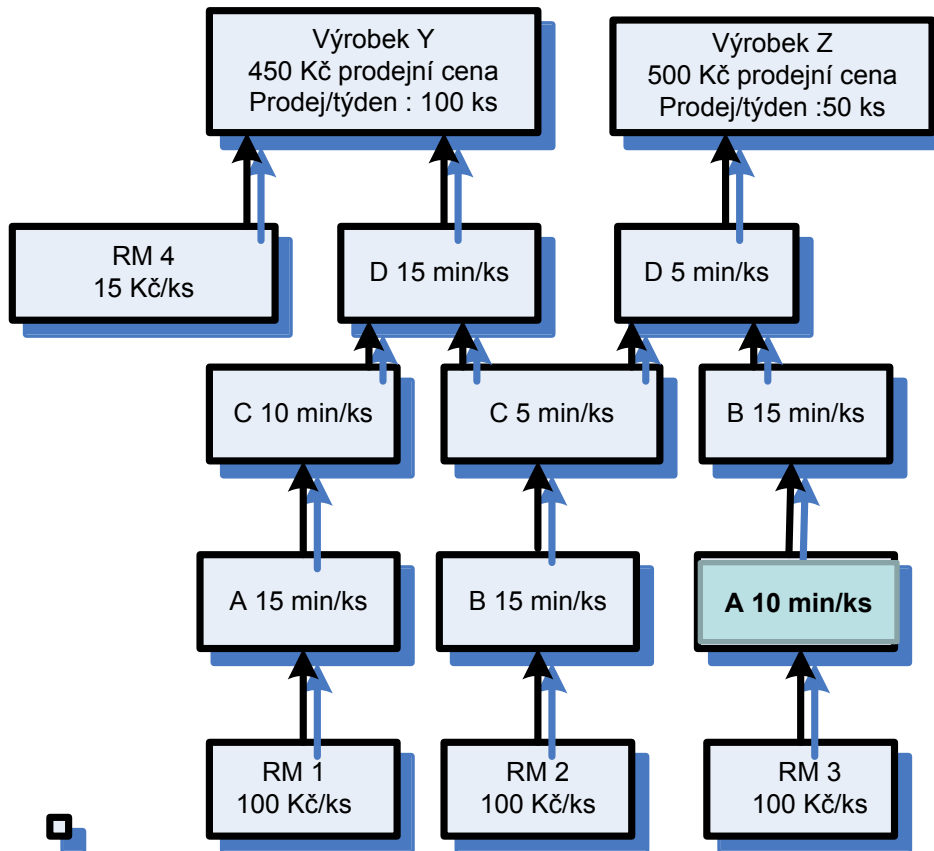 Výrobek Y
450 Kč prodejní cena
Prodej/týden : 100 ks
Výrobek Z
500 Kč prodejní cena
Prodej/týden :50 ks
RM 4
15 Kč/ks
D 15 min/ks
D 5 min/ks
C 10 min/ks
C 5 min/ks
B 15 min/ks
A 15 min/ks
B 15 min/ks
A 10 min/ks
RM 1
100 Kč/ks
RM 2
100 Kč/ks
RM 3
100 Kč/ks